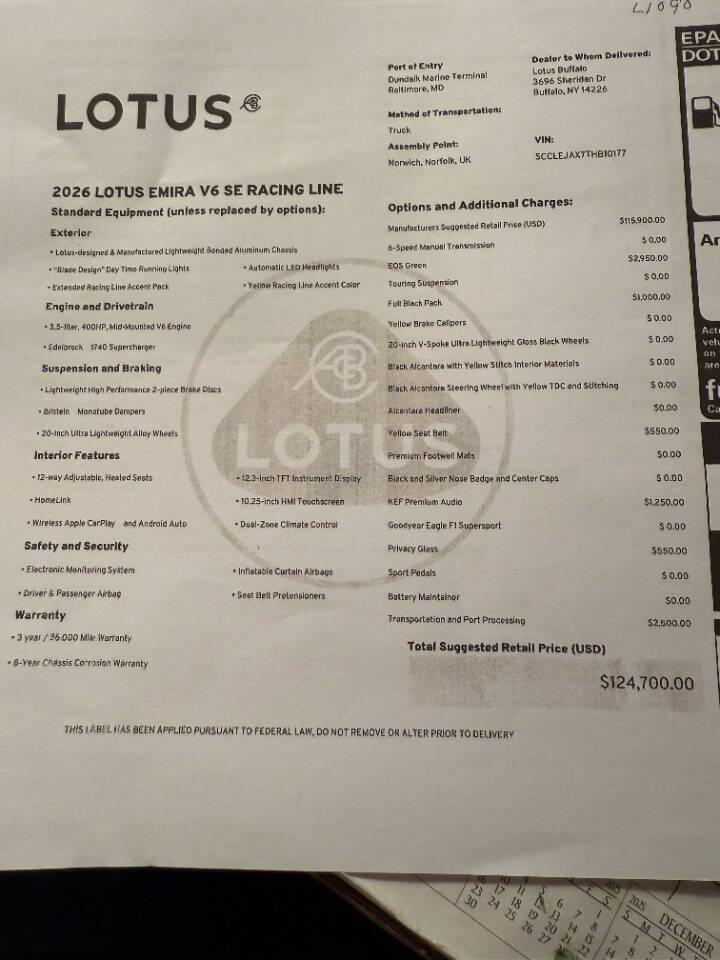 L1090
LOTUS
Port of Entry
Dundalk Marine Terminal
Baltimore, MD
Method of Transportation:
Truck
Assembly Point:
Norwich, Norfolk, UK
Dealer to Whom Delivered:
Lotus Buffalo
3696 Sheridan Dr
Buffalo, NY 14226
VIN:
SCCLEJAX7THB10177
EPA
DOT
2026 LOTUS EMIRA V6 SE RACING LINE
Standard Equipment (unless replaced by options):
Exterior
• Lotus-designed & Manufactured Lightweight Bonded Aluminum Chassis
• "Blade Design" Day Time Running Lights • Automatic LED Headlights
• Extended Racing Line Accent Pack • Yellow Racing Line Accent Color
Engine and Drivetrain
• 3.5-liter, 400HP, Mid-Mounted V6 Engine
• Edelbrock 1740 Supercharger
Suspension and Braking
• Lightweight High Performance 2-piece Brake Discs
• Bilstein Monotube Dampers
• 20-inch Ultra Lightweight Alloy Wheels
Interior Features
• 12-way Adjustable, Heated Seats • 12.3-inch TFT Instrument Display
• HomeLink • 10.25-inch HMI Touchscreen
• Wireless Apple CarPlay and Android Auto • Dual-Zone Climate Control
Safety and Security
• Electronic Monitoring System • Inflatable Curtain Airbags
• Driver & Passenger Airbag • Seat Belt Pretensioners
Warranty
• 3 year / 36,000 Mile Warranty
• 8-Year Chassis Corrosion Warranty
Options and Additional Charges:
Manufacturers Suggested Retail Price (USD) $115,900.00
6-Speed Manual Transmission $ 0.00
EOS Green $2,950.00
Touring Suspension $ 0.00
Full Black Pack $1,000.00
Yellow Brake Calipers $ 0.00
20-inch V-Spoke Ultra Lightweight Gloss Black Wheels $ 0.00
Black Alcantara with Yellow Stitch Interior Materials $ 0.00
Black Alcantara Steering Wheel with Yellow TDC and Stitching $ 0.00
Alcantara Headliner $0.00
Yellow Seat Belt $550.00
Premium Footwell Mats $0.00
Black and Silver Nose Badge and Center Caps $ 0.00
KEF Premium Audio $1,250.00
Goodyear Eagle F1 Supersport $ 0.00
Privacy Glass $550.00
Sport Pedals $ 0.00
Battery Maintainer $0.00
Transportation and Port Processing $2,500.00
Total Suggested Retail Price (USD)
$124,700.00
LOTUS
THIS LABEL HAS BEEN APPLIED PURSUANT TO FEDERAL LAW, DO NOT REMOVE OR ALTER PRIOR TO DELIVERY
2025 DECEMBER
S M T W